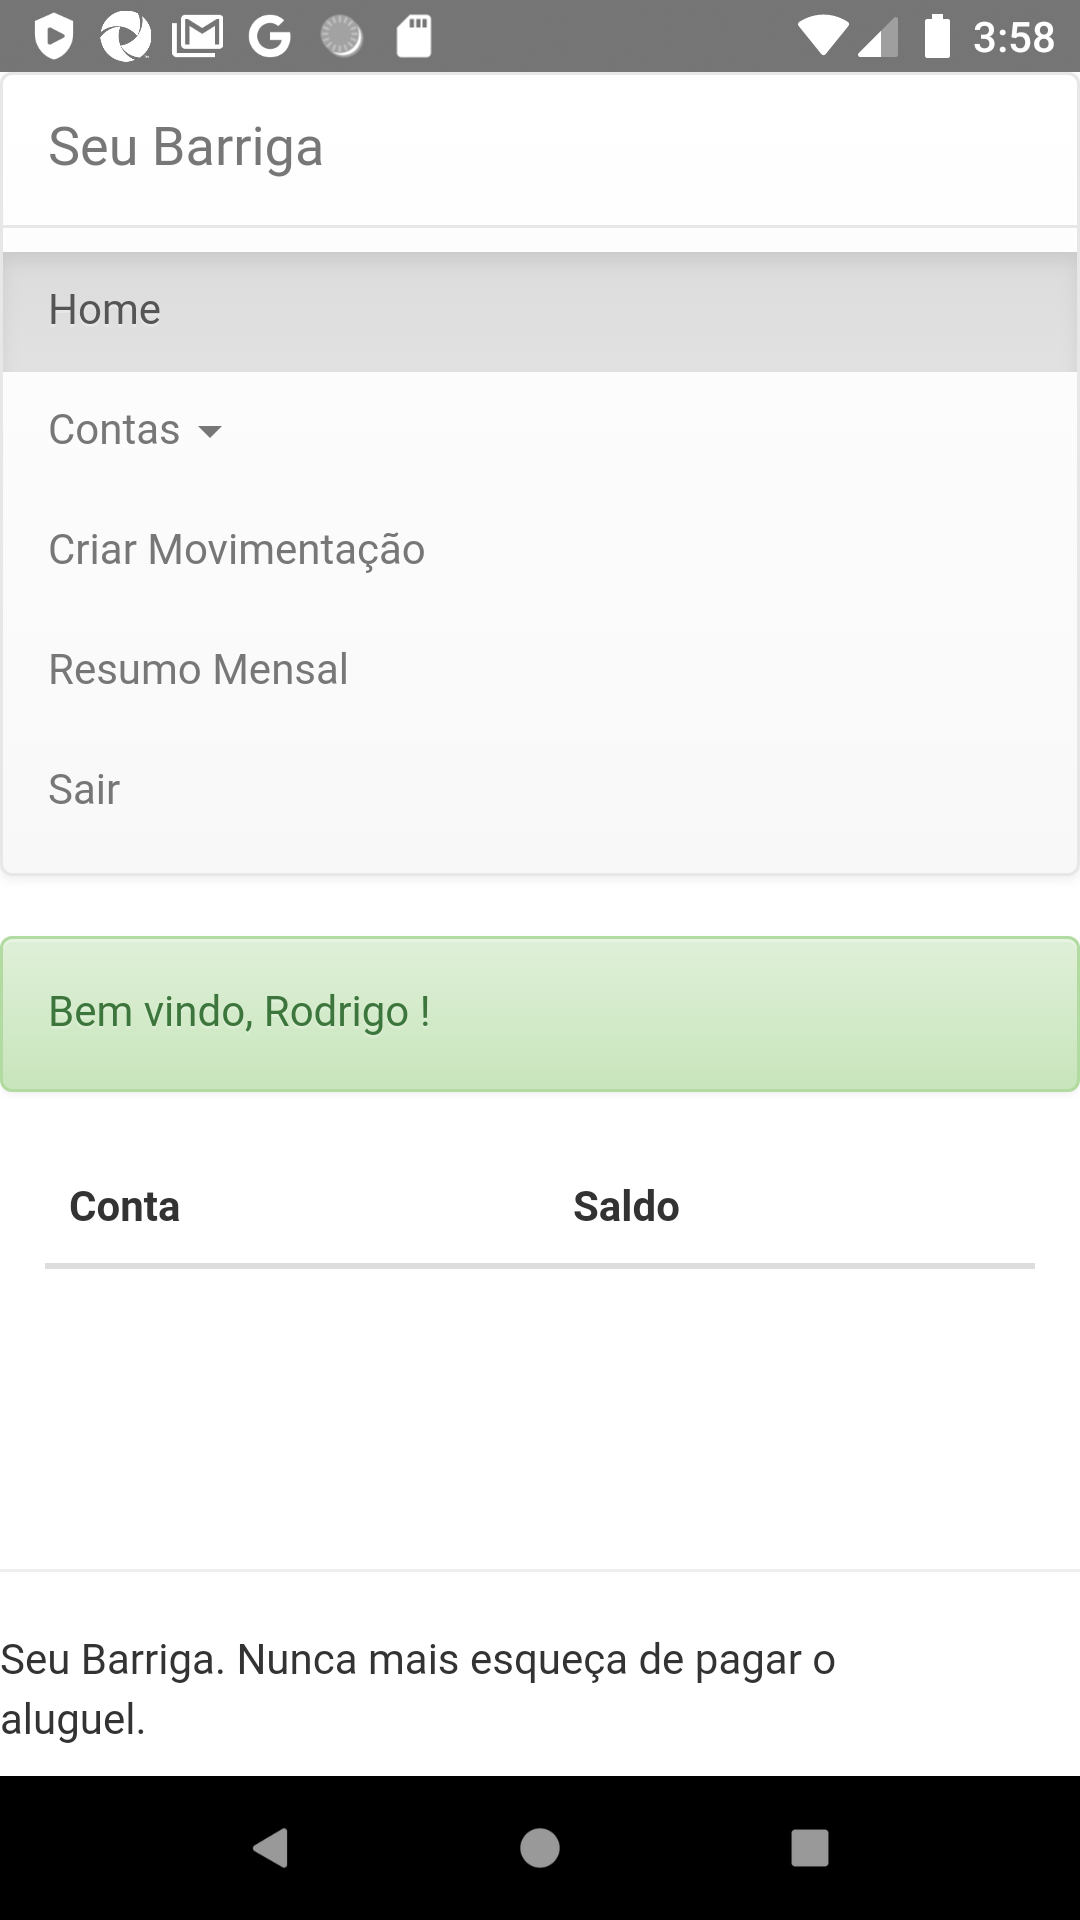 3:58
Seu Barriga
Home
Contas
Criar Movimentação
Resumo Mensal
Sair
Bem vindo, Rodrigo !
Conta Saldo
Seu Barriga. Nunca mais esqueça de pagar o
aluguel.